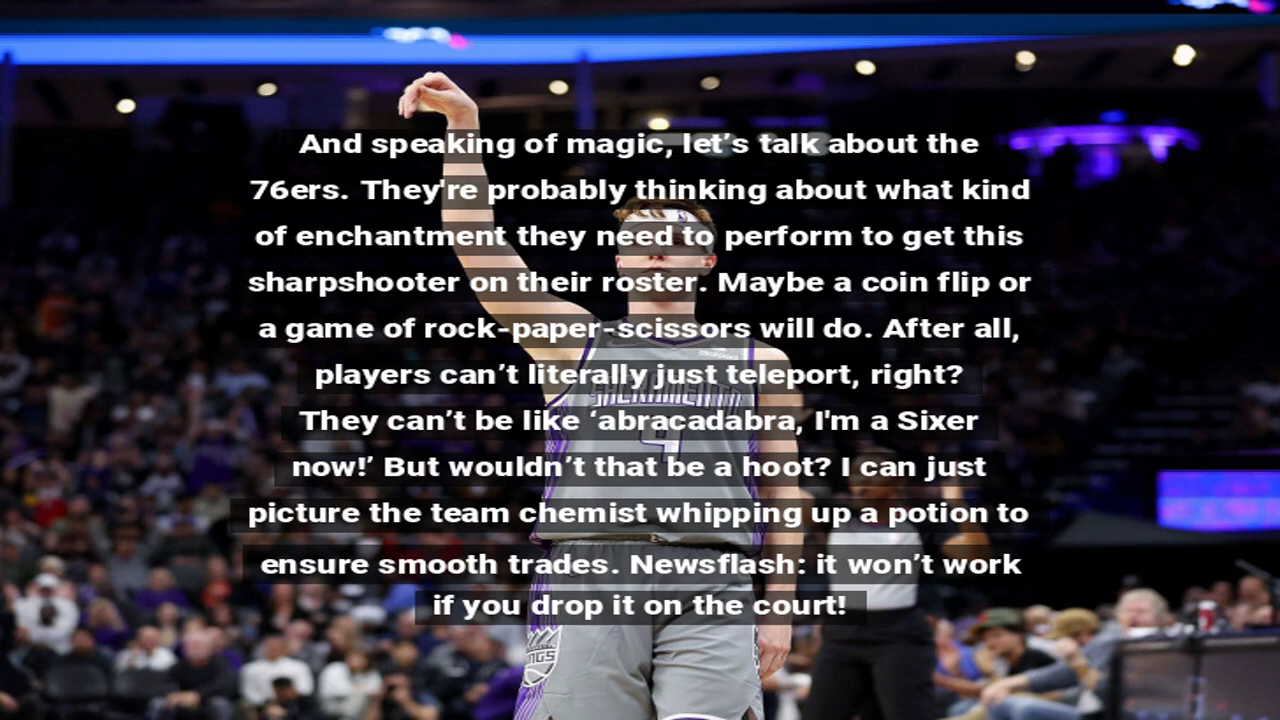 And speaking of magic, let’s talk about the
76ers. They're probably thinking about what kind
of enchantment they need to perform to get this
sharpshooter on their roster. Maybe a coin flip or
a game of rock-paper-scissors will do. After all,
players can’t literally just teleport, right?
They can’t be like ‘abracadabra, I'm a Sixer
now!’ But wouldn’t that be a hoot? I can just
picture the team chemist whipping up a potion to
ensure smooth trades. Newsflash: it won’t work
if you drop it on the court!
SACRAMENTO
9
KINGS